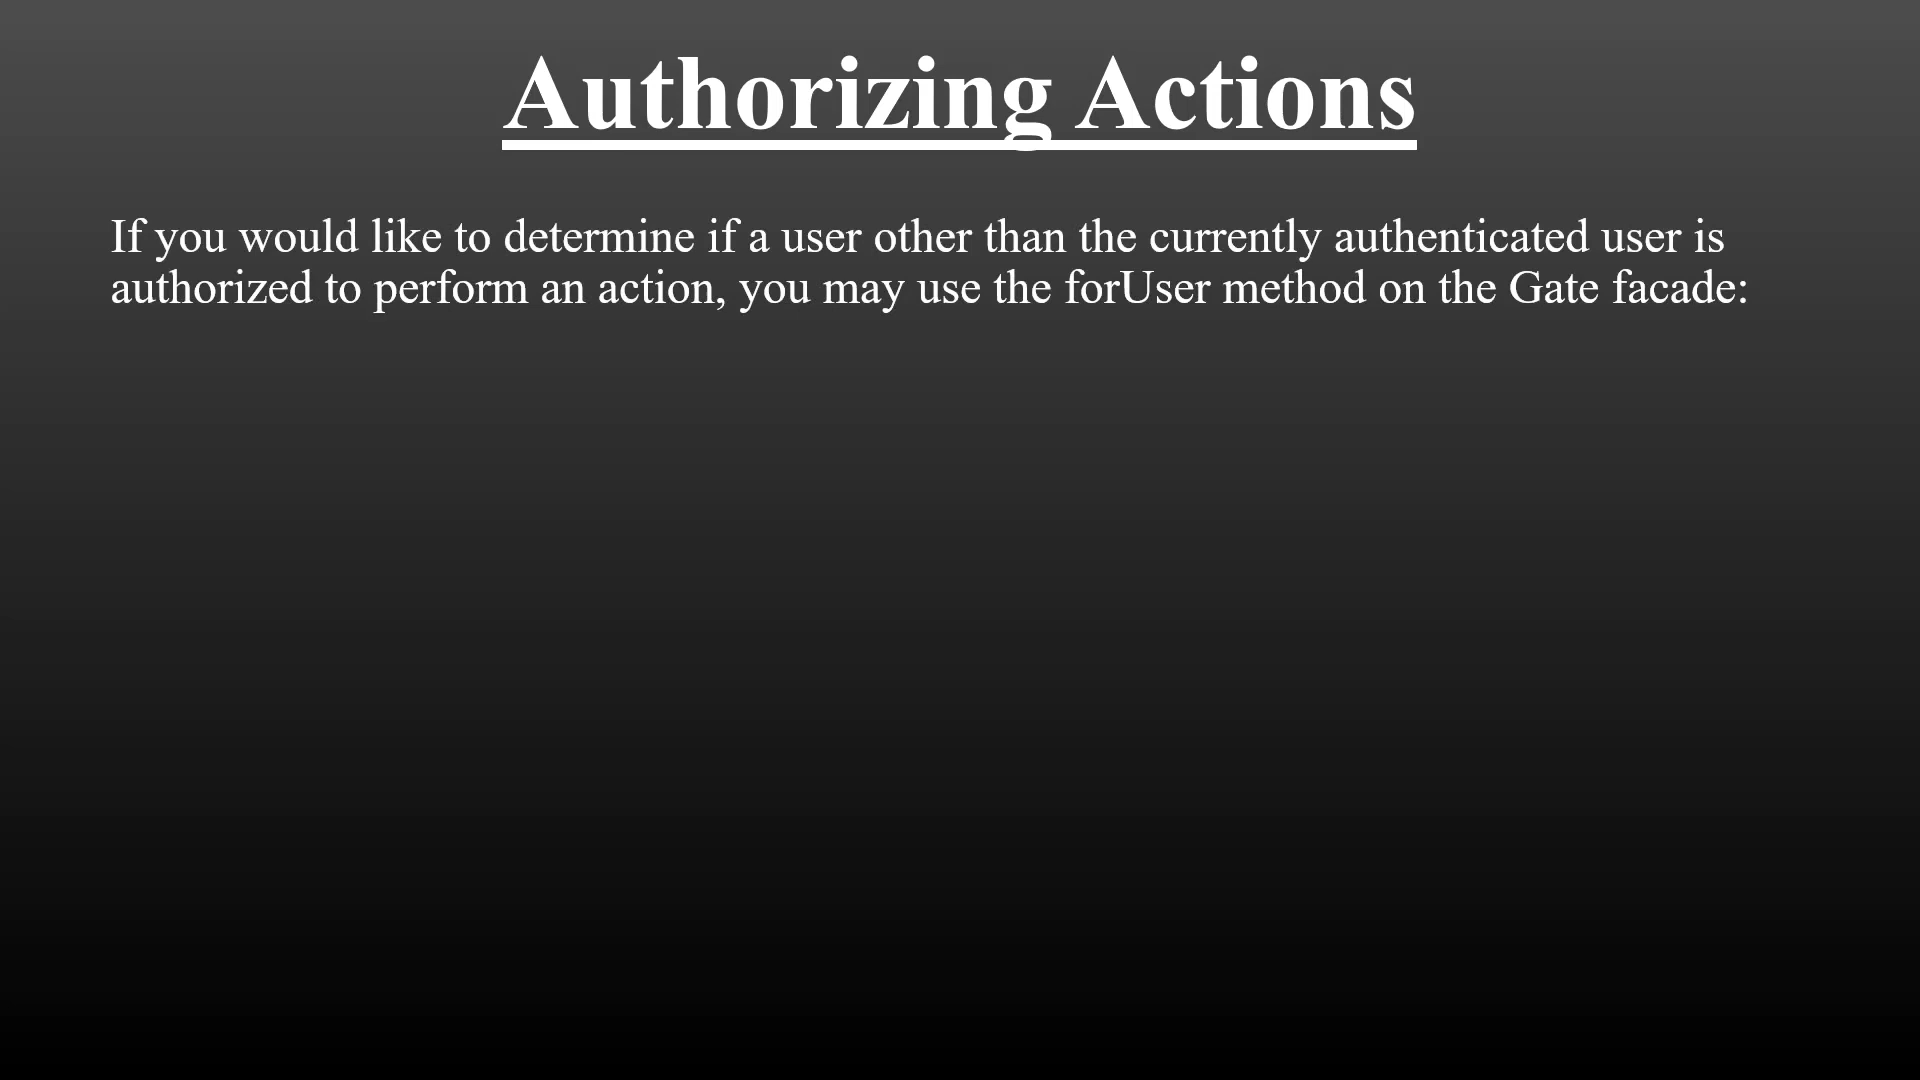 Authorizing Actions
If you would like to determine if a user other than the currently authenticated user is
authorized to perform an action, you may use the forUser method on the Gate facade: